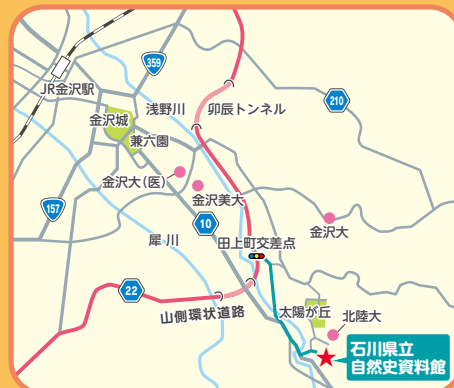 359
JR金沢駅
浅野川
卯辰トンネル
210
金沢城
兼六園
金沢大(医)
金沢美大
157
10
金沢大
犀川
田上町交差点
22
山側環状道路
太陽が丘
北陸大
石川県立
自然史資料館